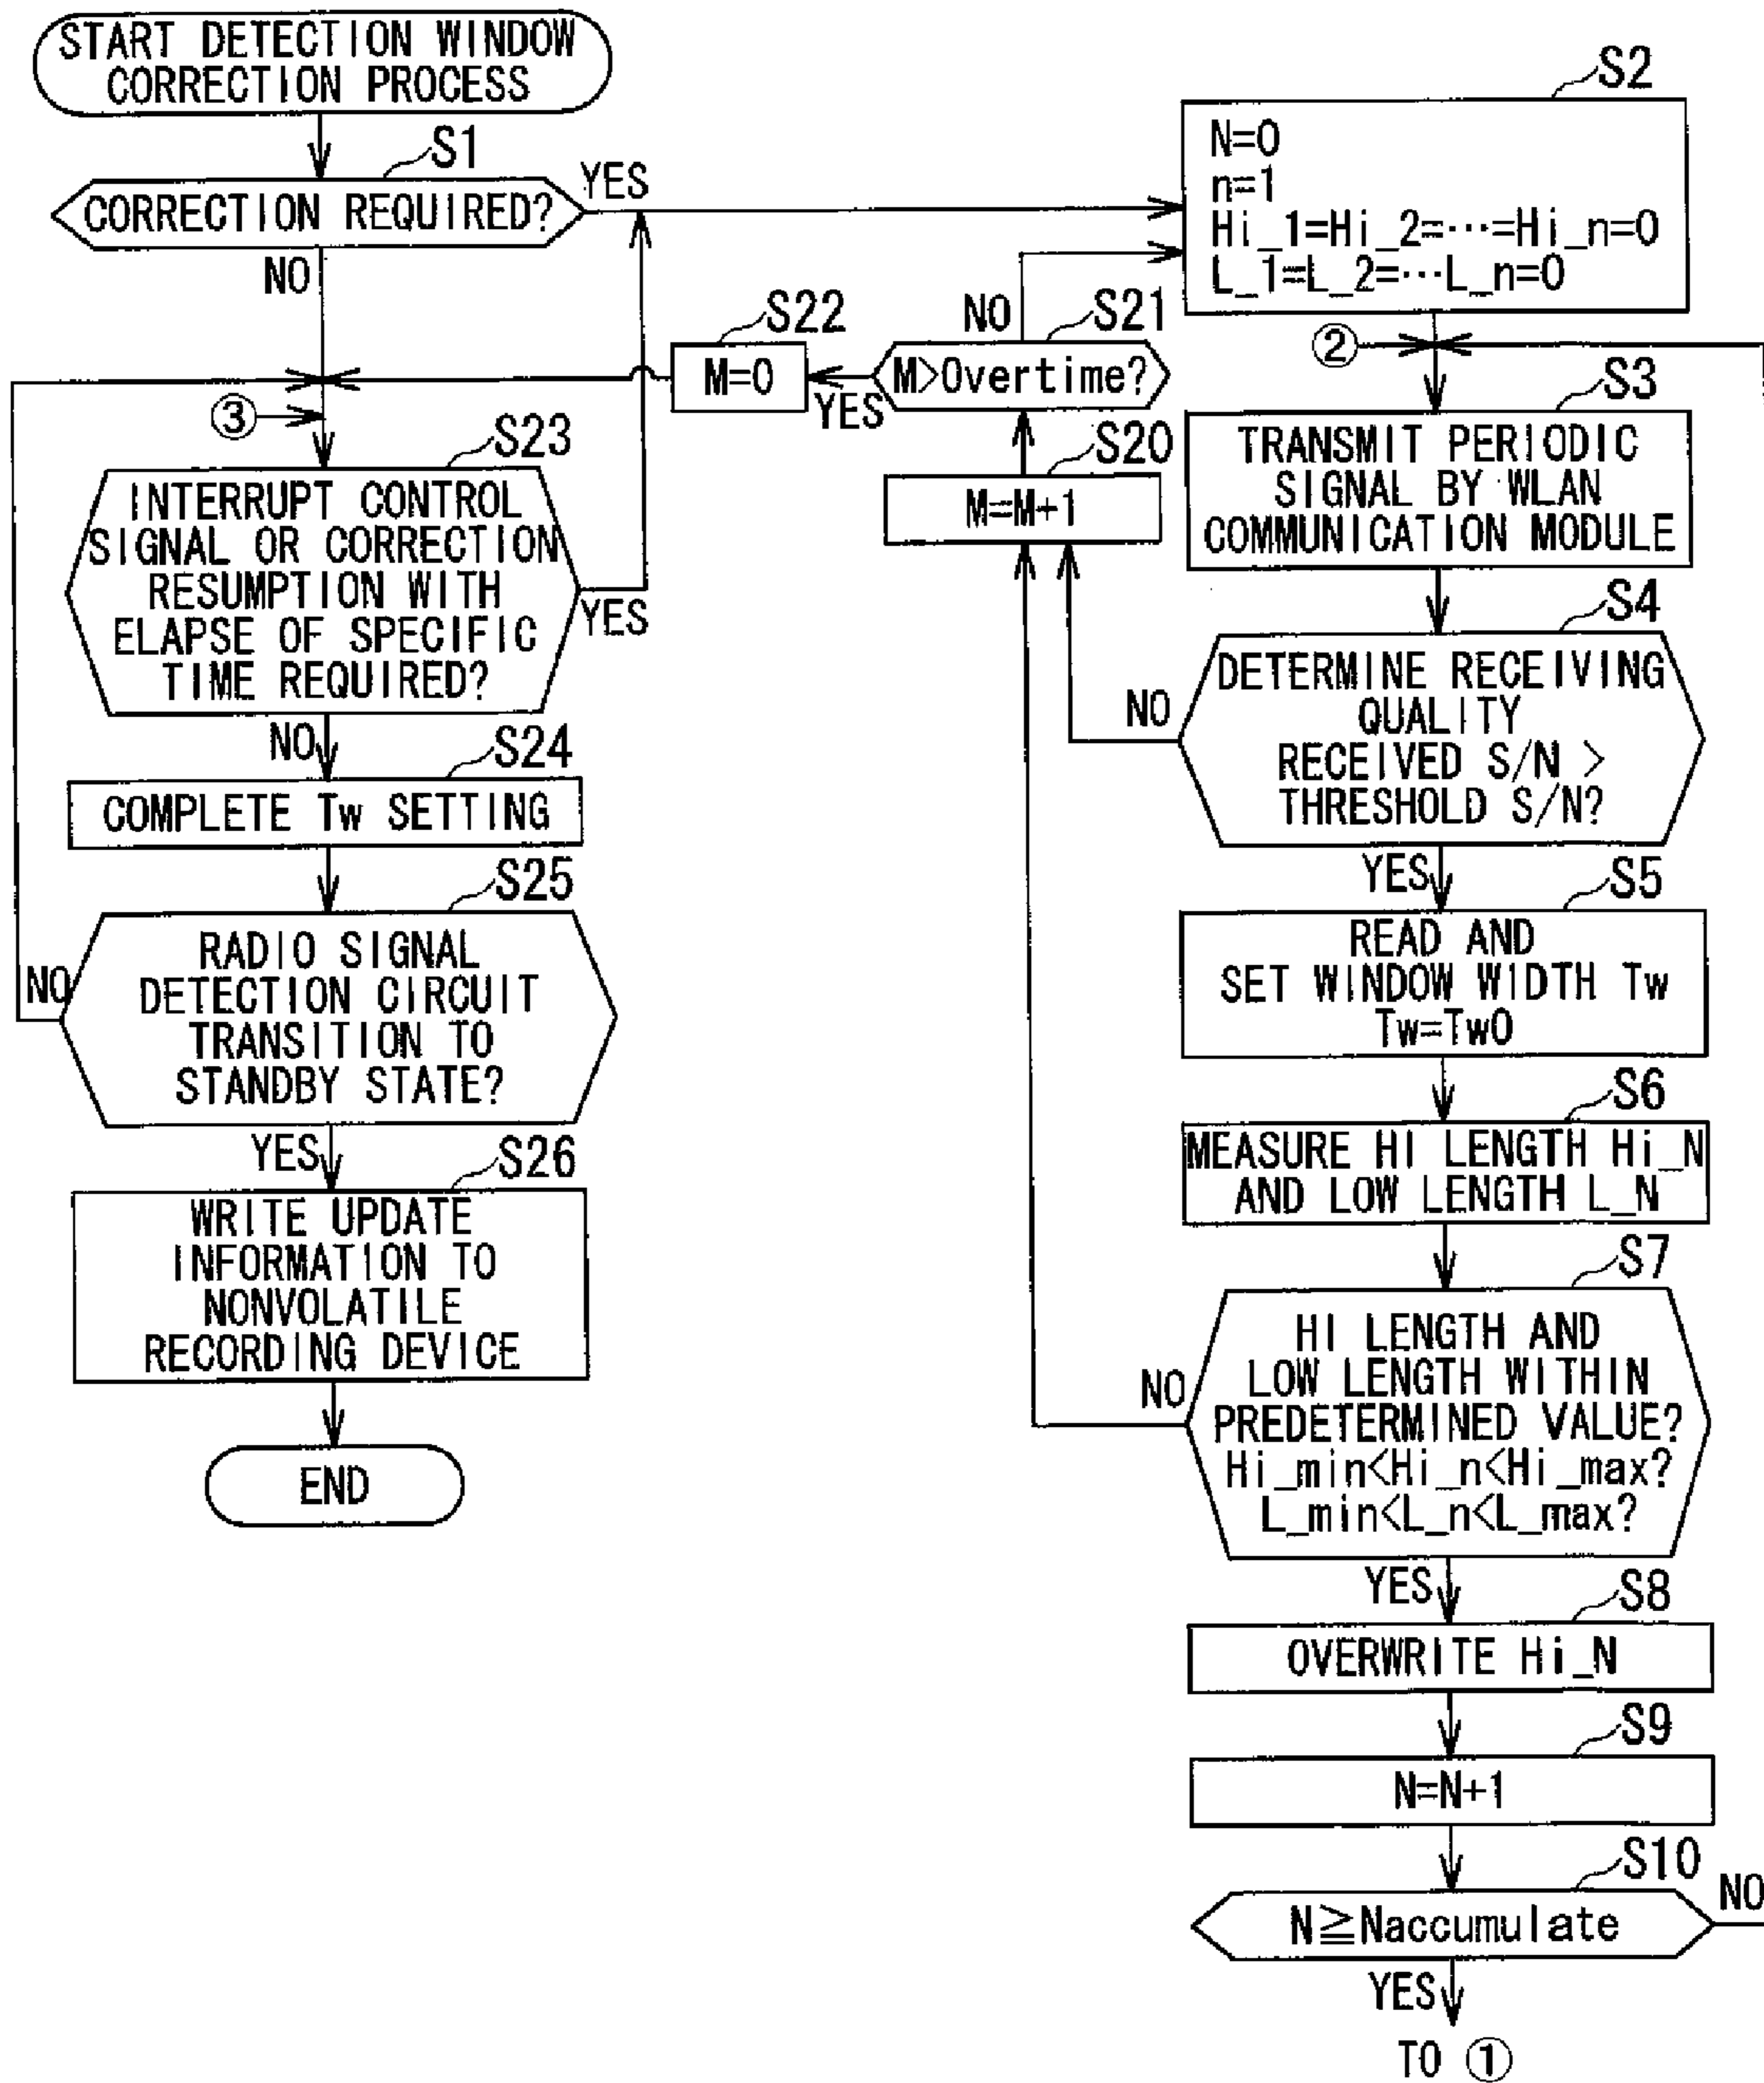 START DETECTION WINDOW
CORRECTION PROCESS
S1
CORRECTION REQUIRED?
YES
NO
S22
M=0
S21
M>Overtime?
NO
YES
S20
M=M+1
③
S23
INTERRUPT CONTROL
SIGNAL OR CORRECTION
RESUMPTION WITH
ELAPSE OF SPECIFIC
TIME REQUIRED?
YES
NO
S24
COMPLETE Tw SETTING
S25
RADIO SIGNAL
DETECTION CIRCUIT
TRANSITION TO
STANDBY STATE?
NO
YES
S26
WRITE UPDATE
INFORMATION TO
NONVOLATILE
RECORDING DEVICE
END
S2
N=0
n=1
Hi_1=Hi_2=···=Hi_n=0
L_1=L_2=···L_n=0
②
S3
TRANSMIT PERIODIC
SIGNAL BY WLAN
COMMUNICATION MODULE
S4
DETERMINE RECEIVING
QUALITY
RECEIVED S/N >
THRESHOLD S/N?
NO
YES
S5
READ AND
SET WINDOW WIDTH Tw
Tw=Tw0
S6
MEASURE HI LENGTH Hi_N
AND LOW LENGTH L_N
S7
HI LENGTH AND
LOW LENGTH WITHIN
PREDETERMINED VALUE?
Hi_min<Hi_n<Hi_max?
L_min<L_n<L_max?
NO
YES
S8
OVERWRITE Hi_N
S9
N=N+1
S10
N≧Naccumulate
NO
YES
TO ①